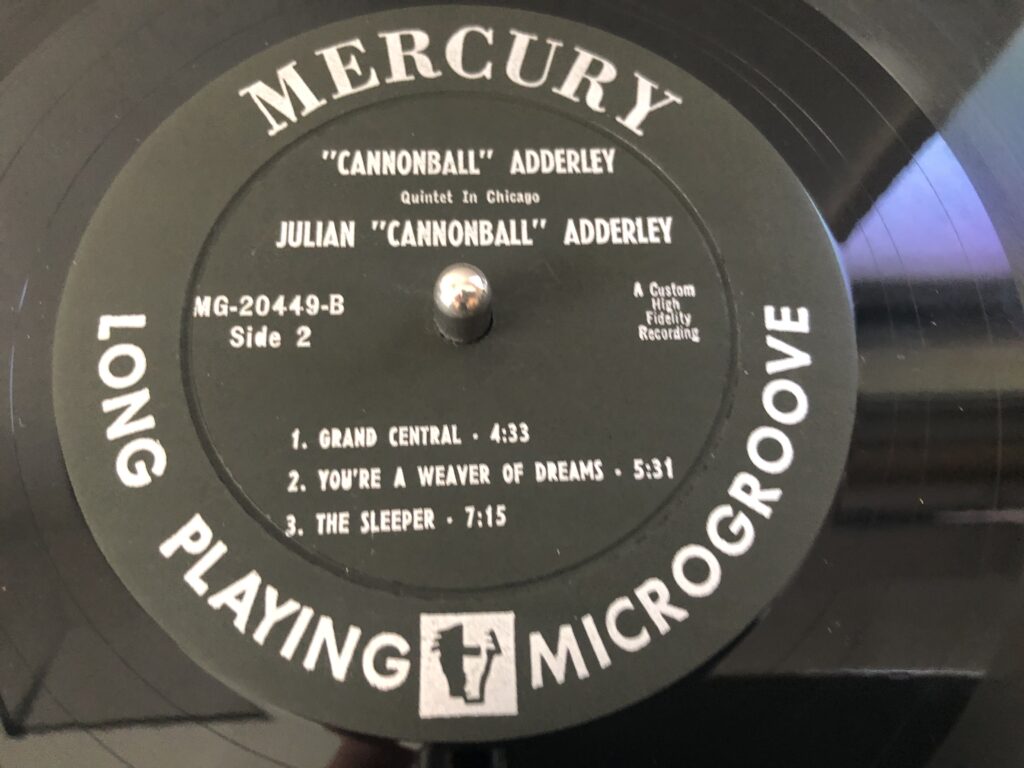 MERCURY
"CANNONBALL" ADDERLEY
Quintet In Chicago
JULIAN "CANNONBALL" ADDERLEY
MG-20449-B
Side 2
A Custom
High
Fidelity
Recording
1. GRAND CENTRAL · 4:33
2. YOU'RE A WEAVER OF DREAMS · 5:31
3. THE SLEEPER · 7:15
LONG PLAYING MICROGROOVE